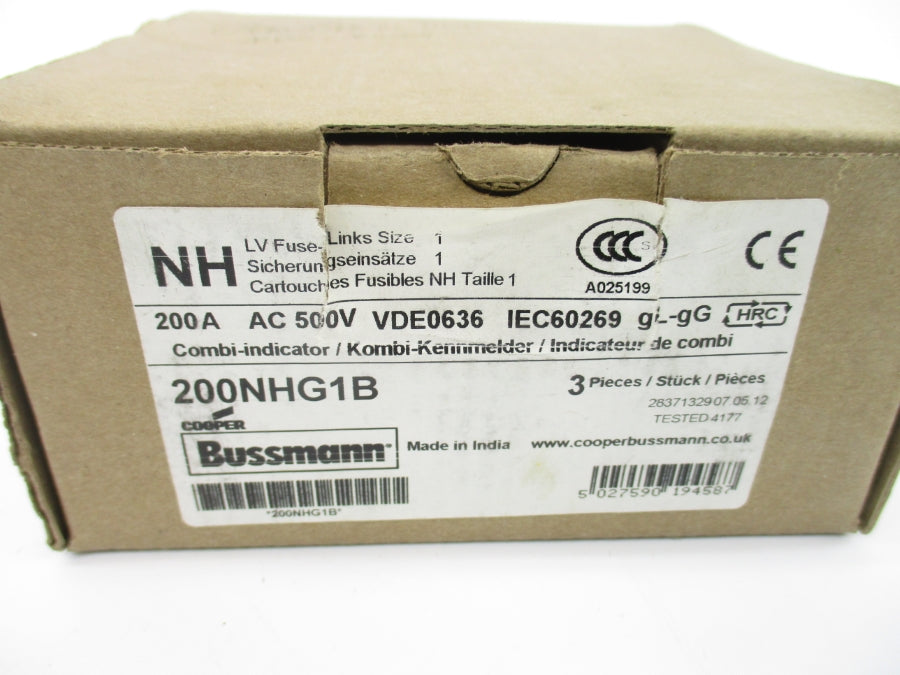 NH
LV Fuse-Links Size 1
Sicherungseinsätze 1
Cartouches Fusibles NH Taille 1
CCC S
A025199
CE
200A AC 500V VDE0636 IEC60269 gL-gG HRC
Combi-indicator / Kombi-Kennmelder / Indicateur de combi
200NHG1B
3 Pieces / Stück / Pièces
2837132907 05 12
TESTED 4177
COOPER
Bussmann
Made in India www.cooperbussmann.co.uk
*200NHG1B*
5 027590 194587